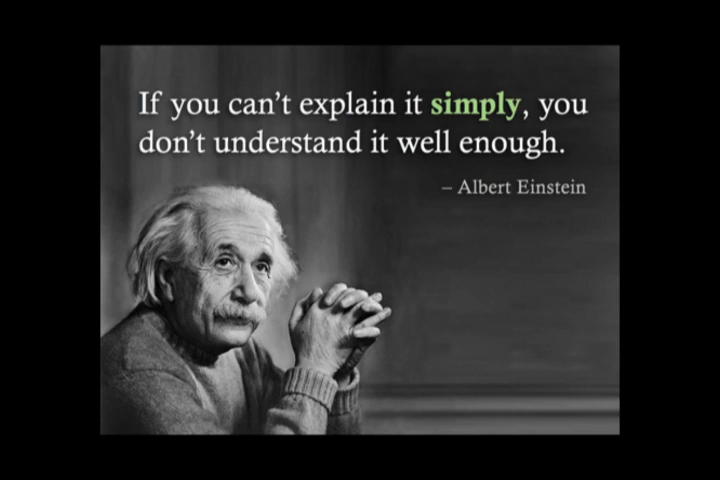 If you can't explain it simply, you
don't understand it well enough.
– Albert Einstein